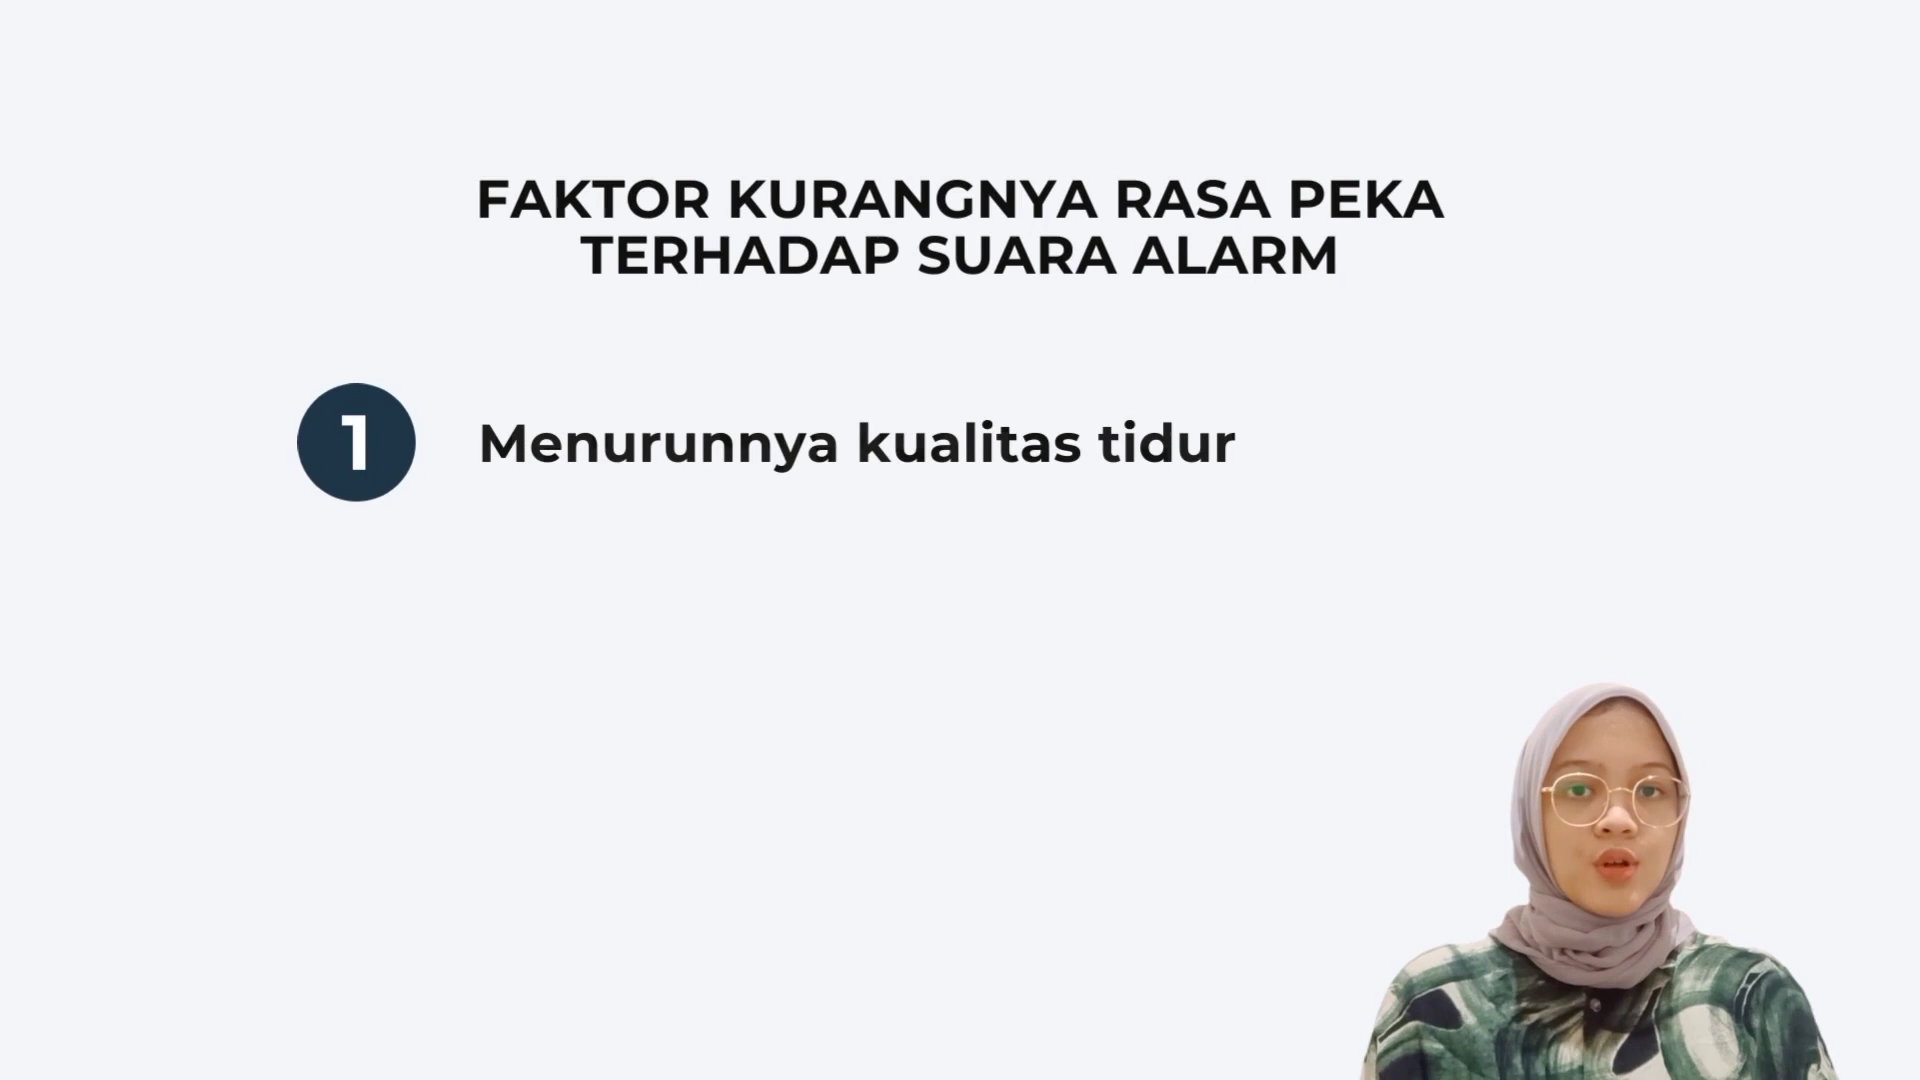 FAKTOR KURANGNYA RASA PEKA
TERHADAP SUARA ALARM
1 Menurunnya kualitas tidur